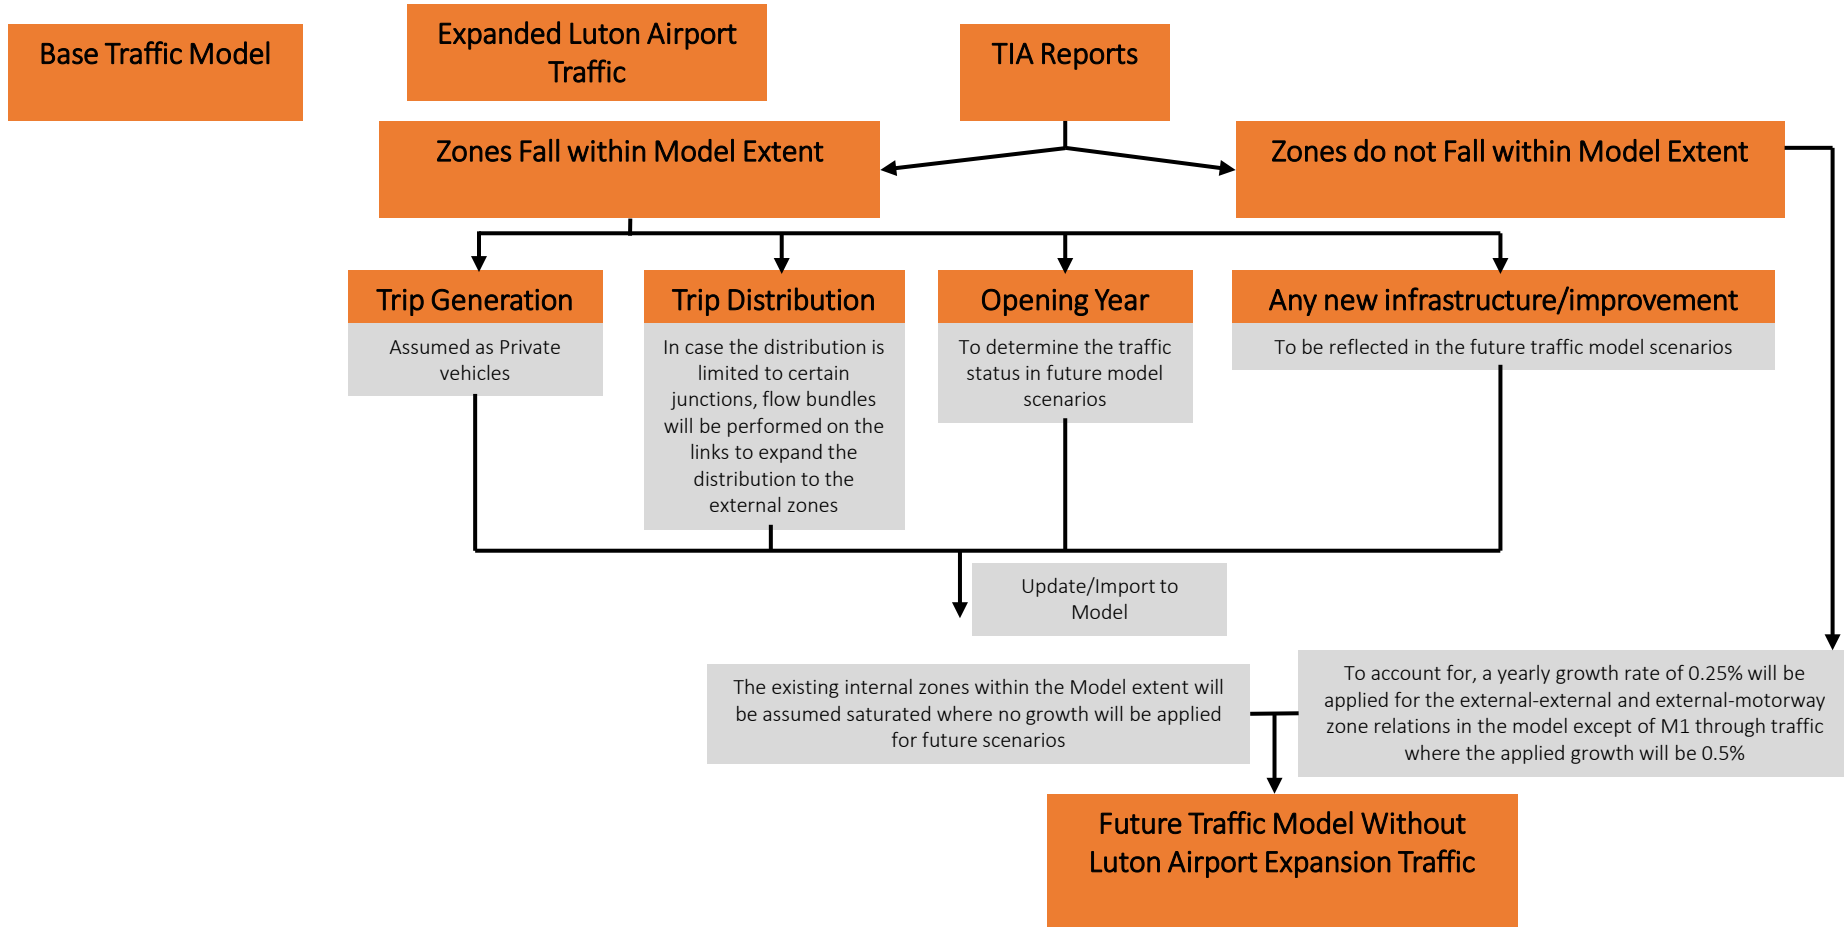 Base Traffic Model
Expanded Luton Airport
Traffic
TIA Reports
Zones Fall within Model Extent
Zones do not Fall within Model Extent
Trip Generation
Assumed as Private
vehicles
Trip Distribution
In case the distribution is
limited to certain
junctions, flow bundles
will be performed on the
links to expand the
distribution to the
external zones
Opening Year
To determine the traffic
status in future model
scenarios
Any new infrastructure/improvement
To be reflected in the future traffic model scenarios
Update/Import to
Model
The existing internal zones within the Model extent will
be assumed saturated where no growth will be applied
for future scenarios
To account for, a yearly growth rate of 0.25% will be
applied for the external-external and external-motorway
zone relations in the model except of M1 through traffic
where the applied growth will be 0.5%
Future Traffic Model Without
Luton Airport Expansion Traffic